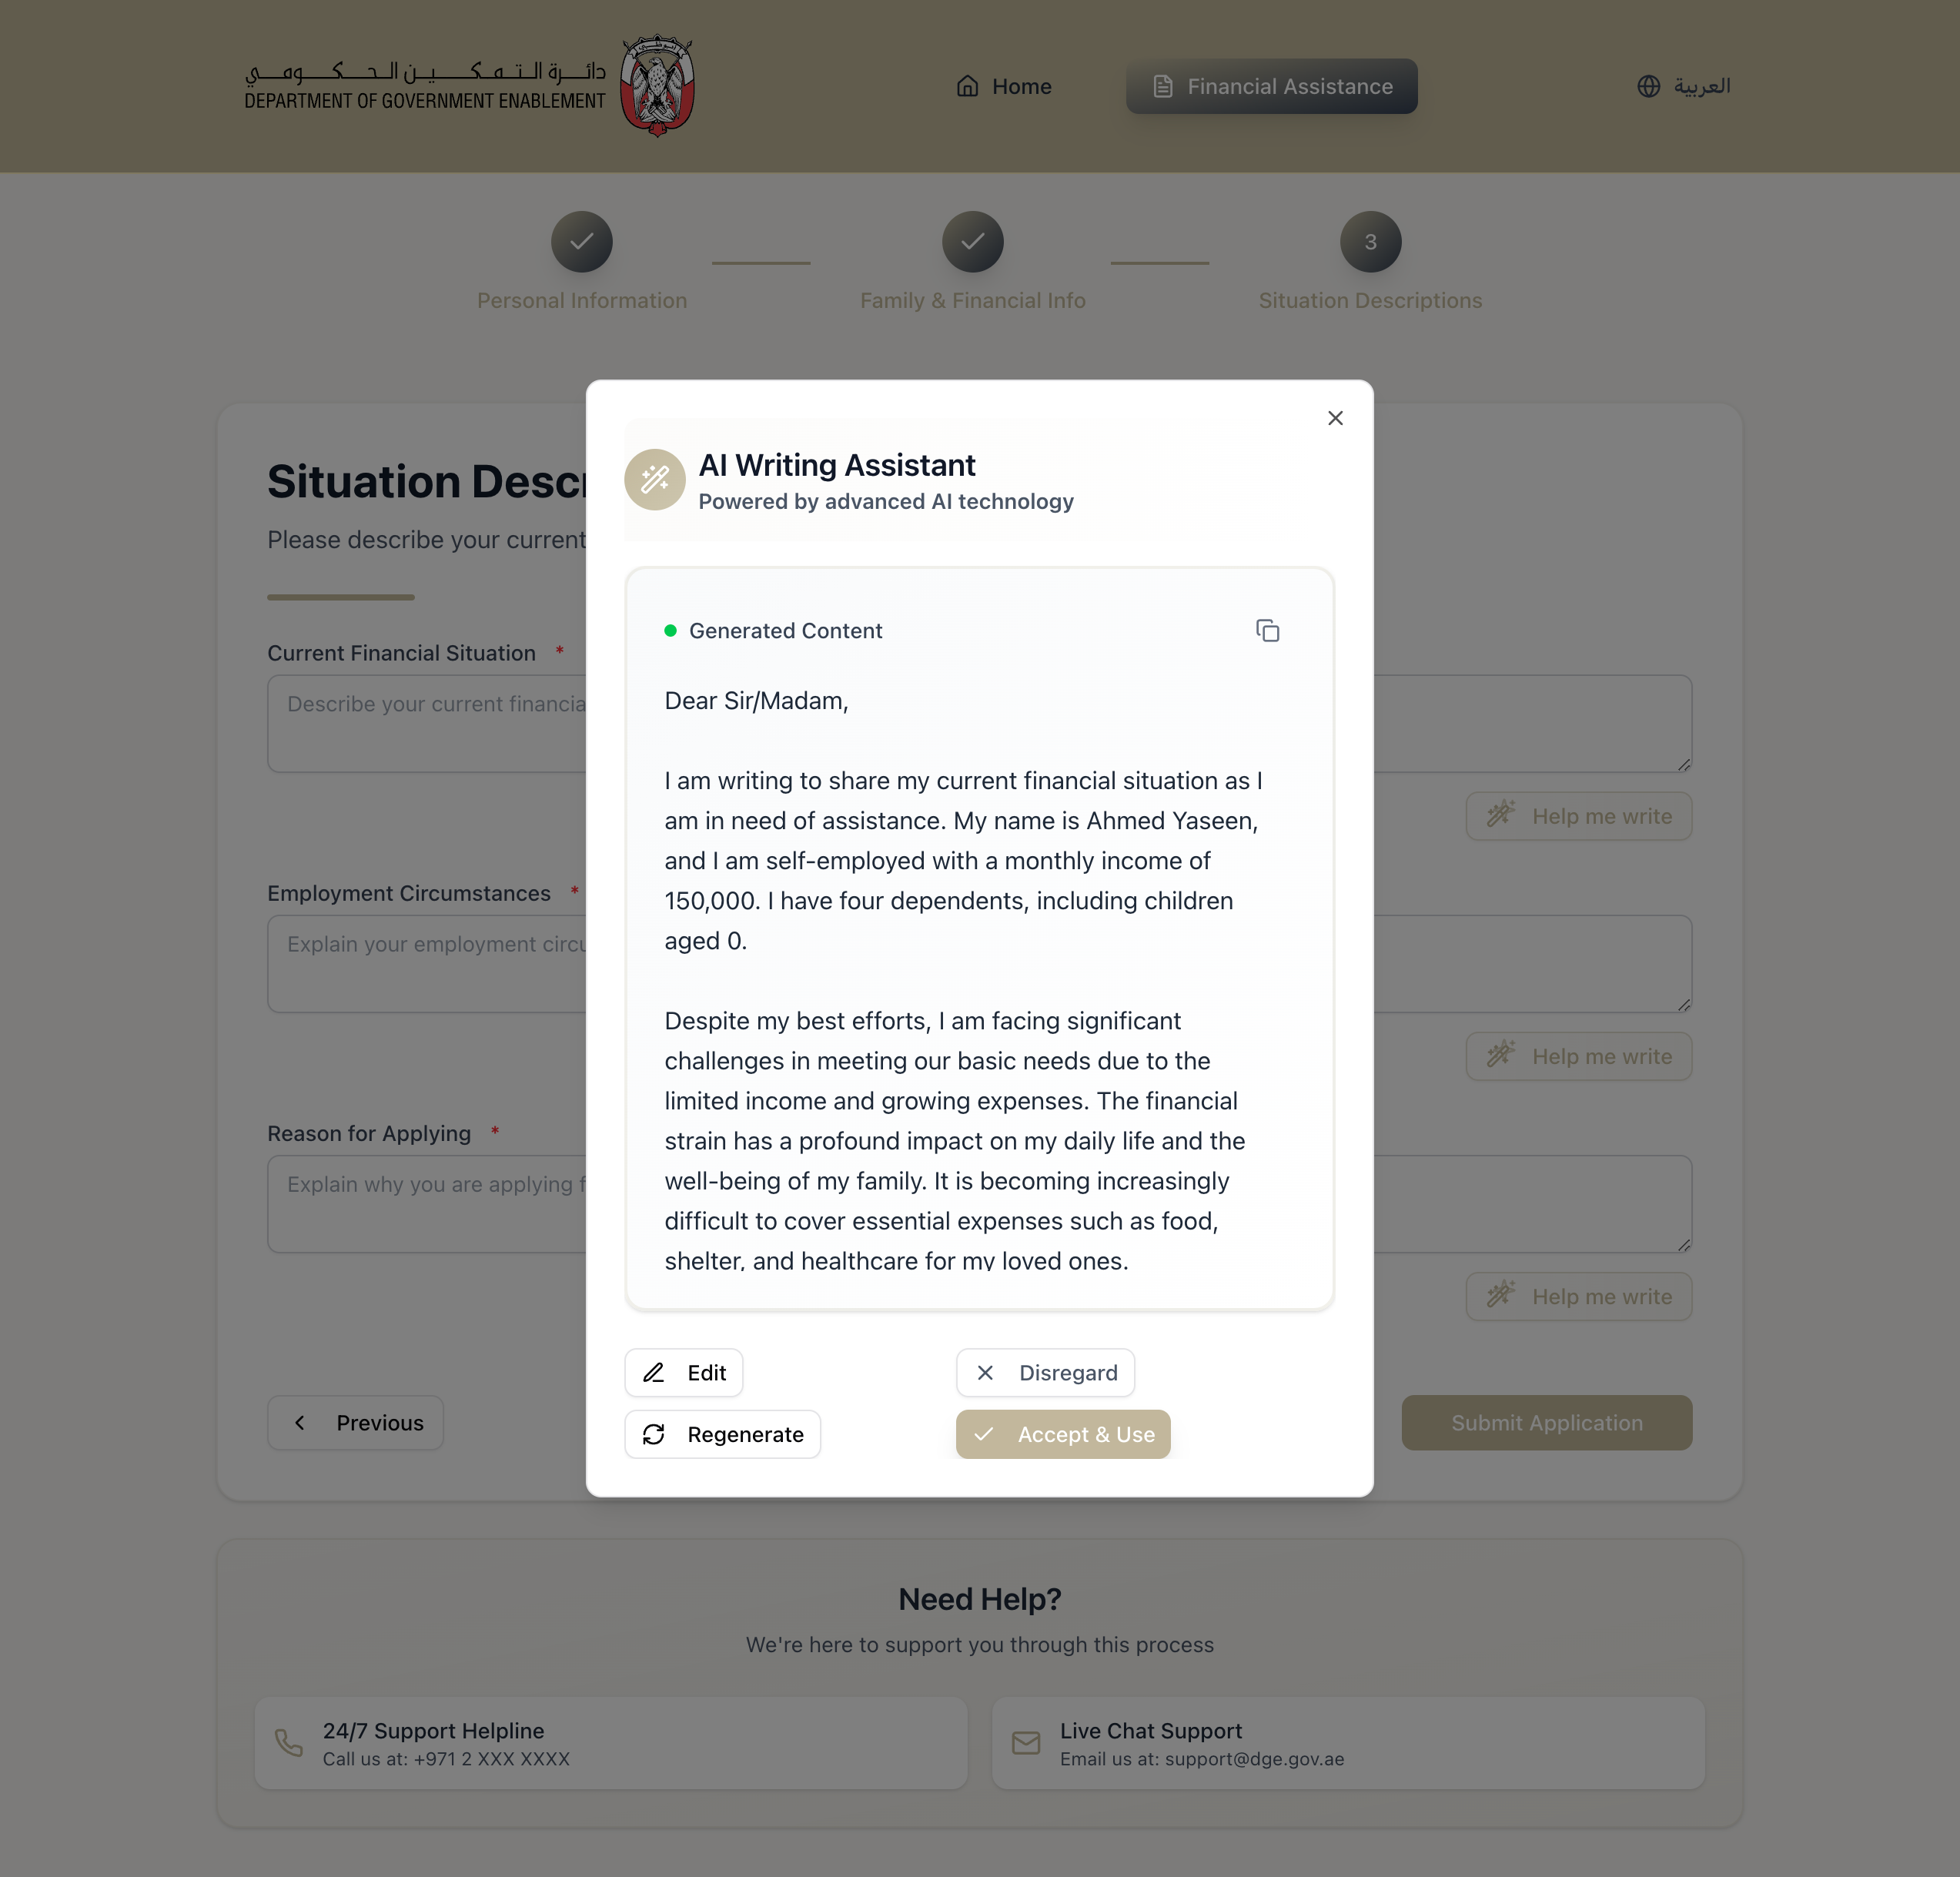 دائرة التمكين الحكومي
DEPARTMENT OF GOVERNMENT ENABLEMENT
Home
Financial Assistance
العربية
3
Personal Information
Family & Financial Info
Situation Descriptions
Situation Descr
Please describe your current
Current Financial Situation *
Describe your current financia
Help me write
Employment Circumstances *
Explain your employment circu
Help me write
Reason for Applying *
Explain why you are applying f
Help me write
Previous
Submit Application
AI Writing Assistant
Powered by advanced AI technology
Generated Content
Dear Sir/Madam,
I am writing to share my current financial situation as I
am in need of assistance. My name is Ahmed Yaseen,
and I am self-employed with a monthly income of
150,000. I have four dependents, including children
aged 0.
Despite my best efforts, I am facing significant
challenges in meeting our basic needs due to the
limited income and growing expenses. The financial
strain has a profound impact on my daily life and the
well-being of my family. It is becoming increasingly
difficult to cover essential expenses such as food,
shelter, and healthcare for my loved ones.
Edit
Disregard
Regenerate
Accept & Use
Need Help?
We're here to support you through this process
24/7 Support Helpline
Call us at: +971 2 XXX XXXX
Live Chat Support
Email us at: support@dge.gov.ae